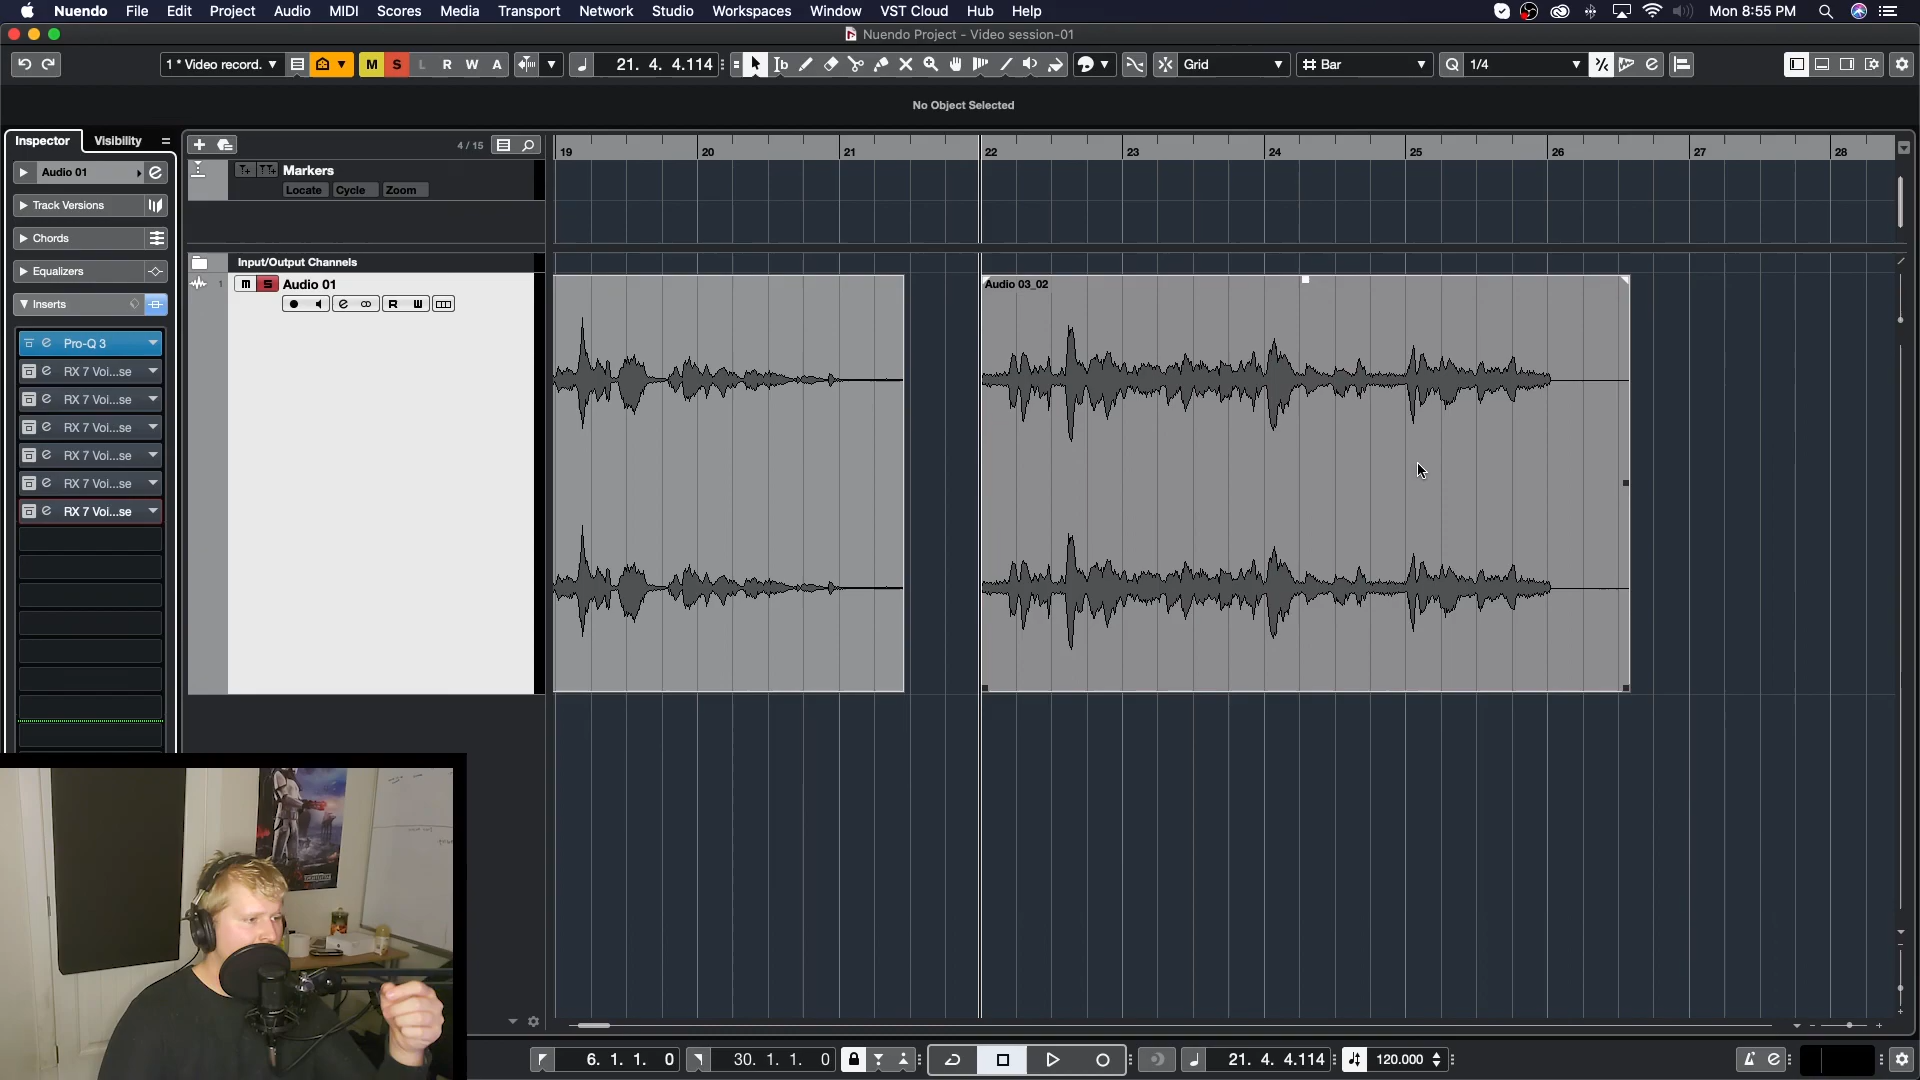 Nuendo File Edit Project Audio MIDI Scores Media Transport Network Studio Workspaces Window VST Cloud Hub Help Mon 8:55 PM
Nuendo Project - Video session-01
1 * Video record. M S L R W A 21. 4. 4.114 Grid Bar Q 1/4
No Object Selected
Inspector Visibility 4 / 15 19 20 21 22 23 24 25 26 27 28
Audio 01
Markers
Locate Cycle Zoom
Track Versions
Chords
Input/Output Channels
Equalizers
1 m S Audio 01 Audio 03_02
R W
Inserts
Pro-Q 3
RX 7 Voi...se
RX 7 Voi...se
RX 7 Voi...se
RX 7 Voi...se
RX 7 Voi...se
RX 7 Voi...se
6. 1. 1. 0 30. 1. 1. 0 21. 4. 4.114 120.000